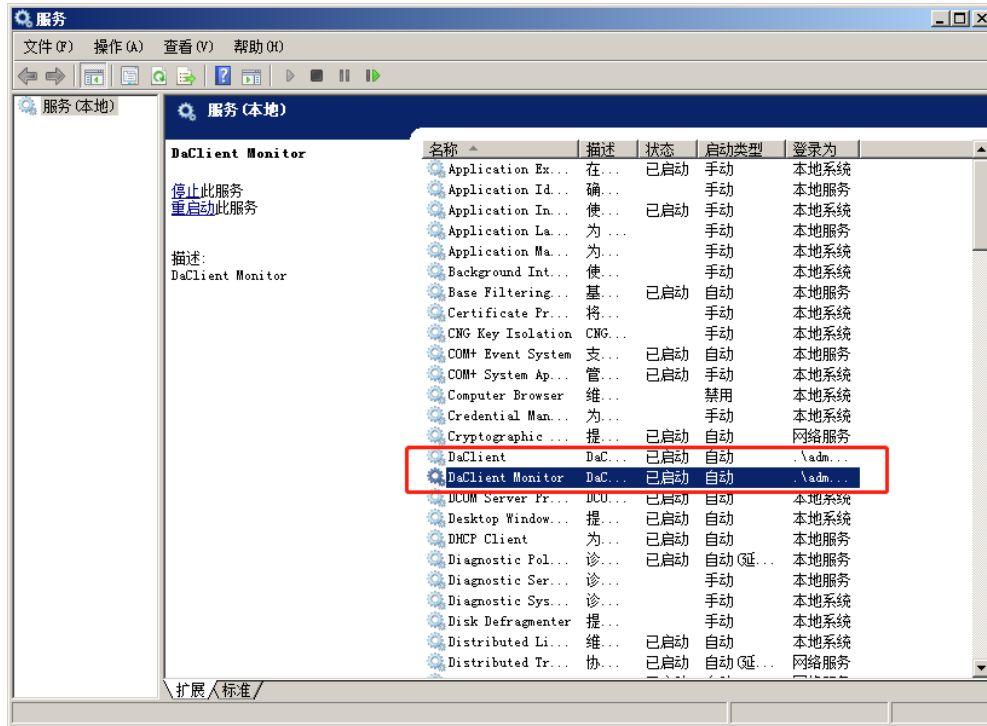 服务
文件(F) 操作(A) 查看(V) 帮助(H)
服务(本地)
服务(本地)
DaClient Monitor
停止此服务
重启动此服务
描述:
DaClient Monitor
名称 描述 状态 启动类型 登录为
Application Ex... 在... 已启动 手动 本地系统
Application Id... 确... 手动 本地服务
Application In... 使... 已启动 手动 本地系统
Application La... 为 ... 手动 本地服务
Application Ma... 为... 手动 本地系统
Background Int... 使... 手动 本地系统
Base Filtering... 基... 已启动 自动 本地服务
Certificate Pr... 将... 手动 本地系统
CNG Key Isolation CNG... 手动 本地系统
COM+ Event System 支... 已启动 自动 本地服务
COM+ System Ap... 管... 已启动 手动 本地系统
Computer Browser 维... 禁用 本地系统
Credential Man... 为... 手动 本地系统
Cryptographic ... 提... 已启动 自动 网络服务
DaClient DaC... 已启动 自动 .\adm...
DaClient Monitor DaC... 已启动 自动 .\adm...
DCOM Server Pr... DCO... 已启动 自动 本地系统
Desktop Window... 提... 已启动 自动 本地系统
DHCP Client 为... 已启动 自动 本地服务
Diagnostic Pol... 诊... 已启动 自动(延... 本地服务
Diagnostic Ser... 诊... 手动 本地服务
Diagnostic Sys... 诊... 手动 本地系统
Disk Defragmenter 提... 手动 本地系统
Distributed Li... 维... 已启动 自动 本地系统
Distributed Tr... 协... 已启动 自动(延... 网络服务
扩展 标准